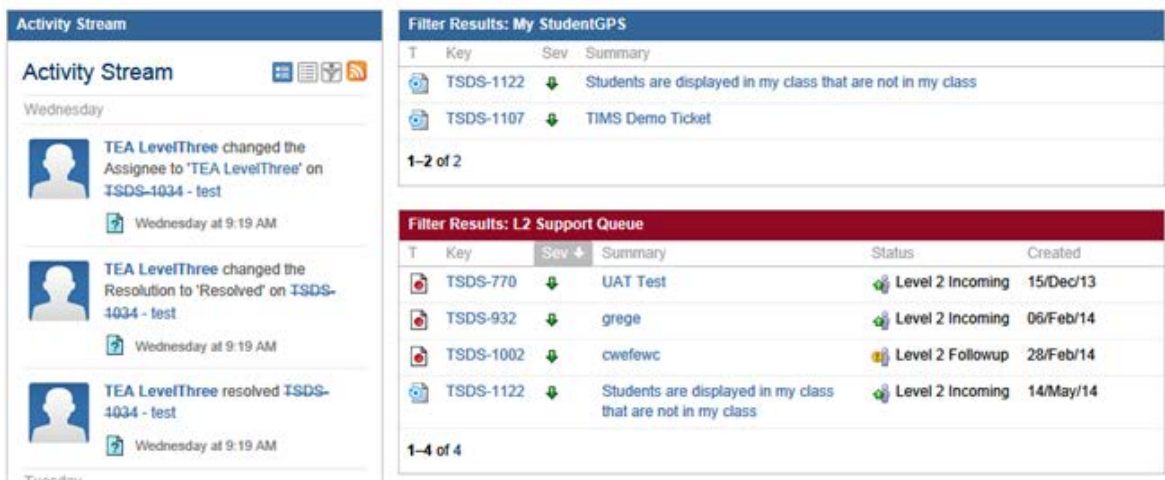 Activity Stream
Activity Stream
Wednesday
TEA LevelThree changed the
Assignee to 'TEA LevelThree' on
TSDS-1034 - test
Wednesday at 9:19 AM
TEA LevelThree changed the
Resolution to 'Resolved' on TSDS-
1034 - test
Wednesday at 9:19 AM
TEA LevelThree resolved TSDS-
1034 - test
Wednesday at 9:19 AM
Tuesday
Filter Results: My StudentGPS
T Key Sev Summary
TSDS-1122 Students are displayed in my class that are not in my class
TSDS-1107 TIMS Demo Ticket
1–2 of 2
Filter Results: L2 Support Queue
T Key Sev Summary Status Created
TSDS-770 UAT Test Level 2 Incoming 15/Dec/13
TSDS-932 grege Level 2 Incoming 06/Feb/14
TSDS-1002 cwefewc Level 2 Followup 28/Feb/14
TSDS-1122 Students are displayed in my class Level 2 Incoming 14/May/14
that are not in my class
1–4 of 4